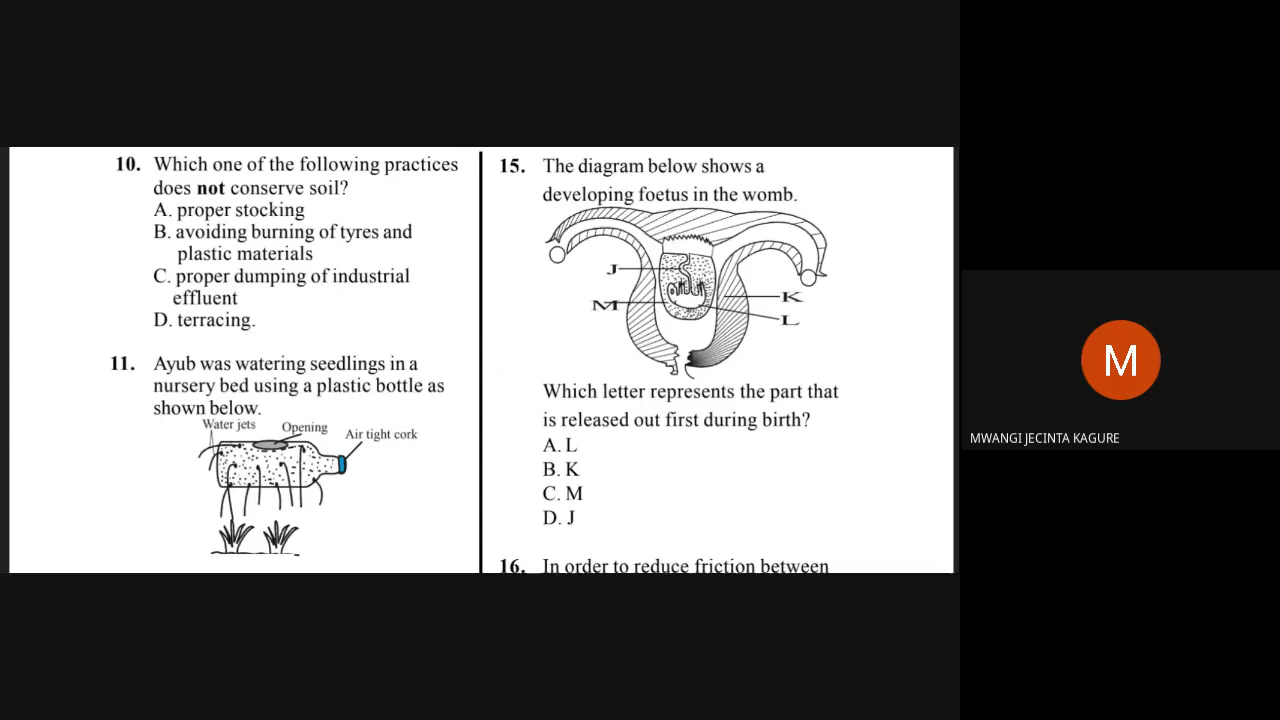 10. Which one of the following practices
does not conserve soil?
A. proper stocking
B. avoiding burning of tyres and
plastic materials
C. proper dumping of industrial
effluent
D. terracing.
11. Ayub was watering seedlings in a
nursery bed using a plastic bottle as
shown below.
Water jets
Opening
Air tight cork
15. The diagram below shows a
developing foetus in the womb.
J
M
K
L
Which letter represents the part that
is released out first during birth?
A. L
B. K
C. M
D. J
16. In order to reduce friction between
M
MWANGI JECINTA KAGURE